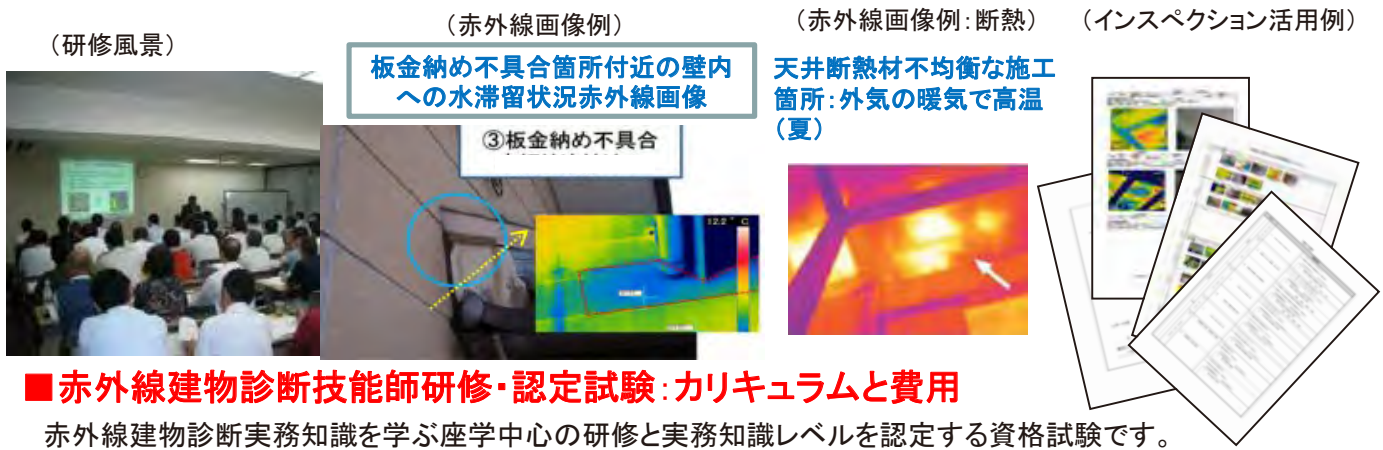 （研修風景）
（赤外線画像例）
（赤外線画像例：断熱）
（インスペクション活用例）
板金納め不具合箇所付近の壁内
への水滞留状況赤外線画像
天井断熱材不均衡な施工
箇所：外気の暖気で高温
（夏）
③板金納め不具合
12.2 ° C
■赤外線建物診断技能師研修・認定試験：カリキュラムと費用
赤外線建物診断実務知識を学ぶ座学中心の研修と実務知識レベルを認定する資格試験です。